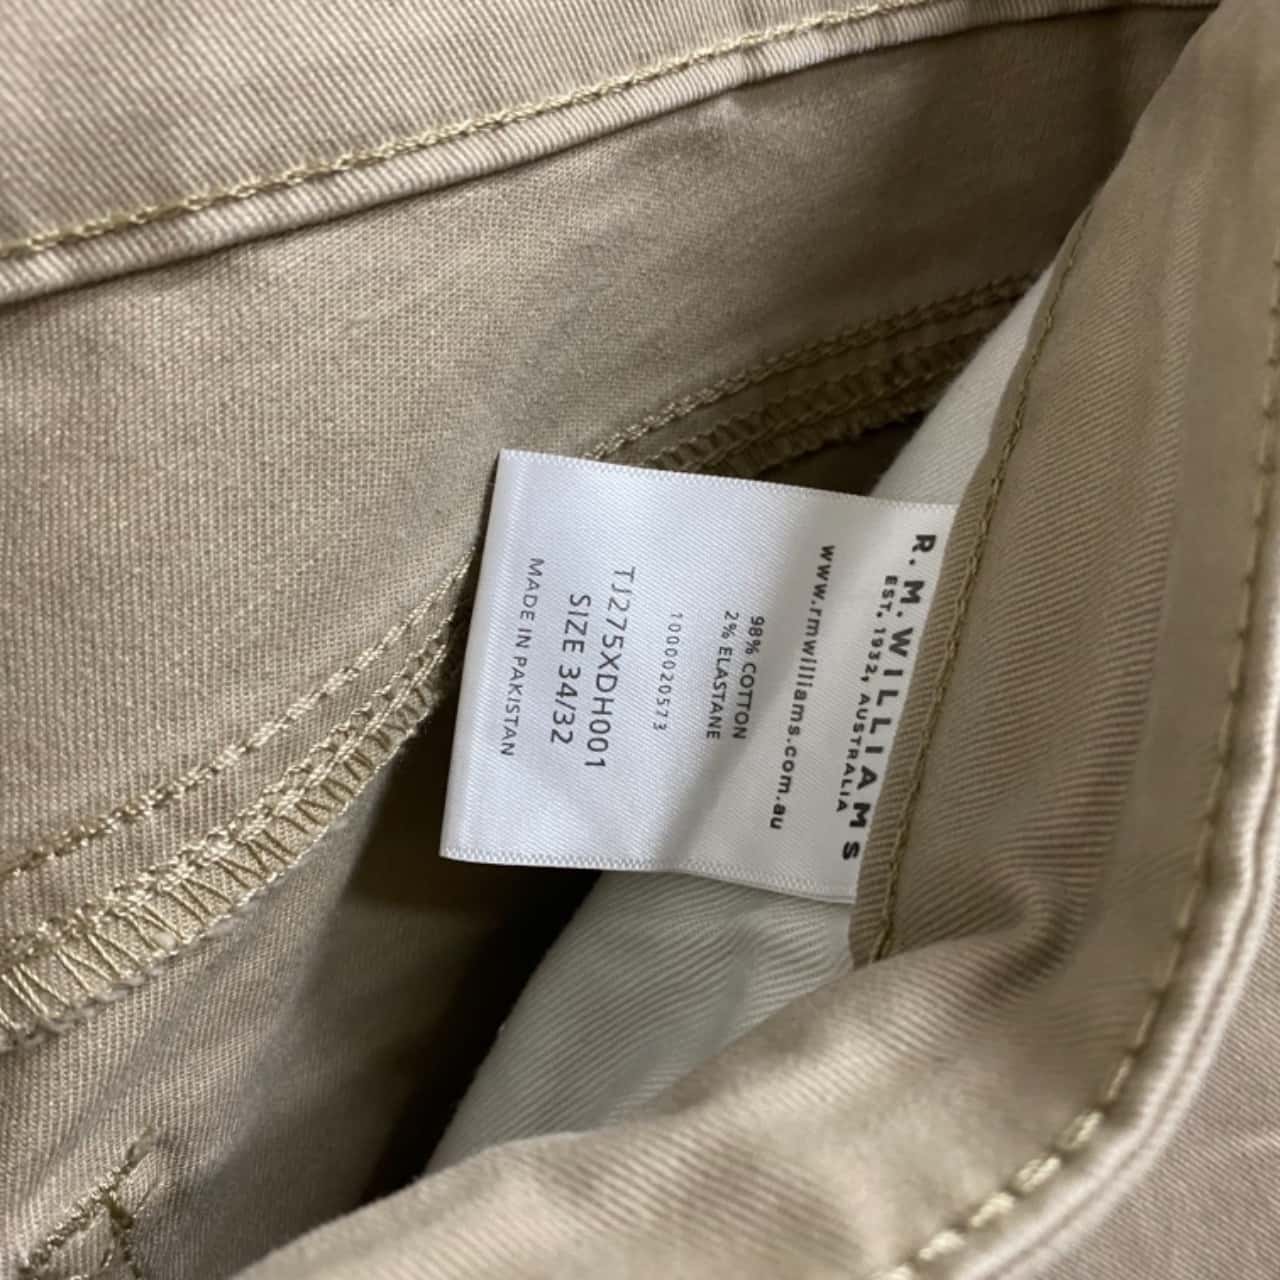 R.M.WILLIAMS
EST. 1932, AUSTRALIA
www.rmwilliams.com.au
98% COTTON
2% ELASTANE
1000020573
TJ275XDH001
SIZE 34/32
MADE IN PAKISTAN